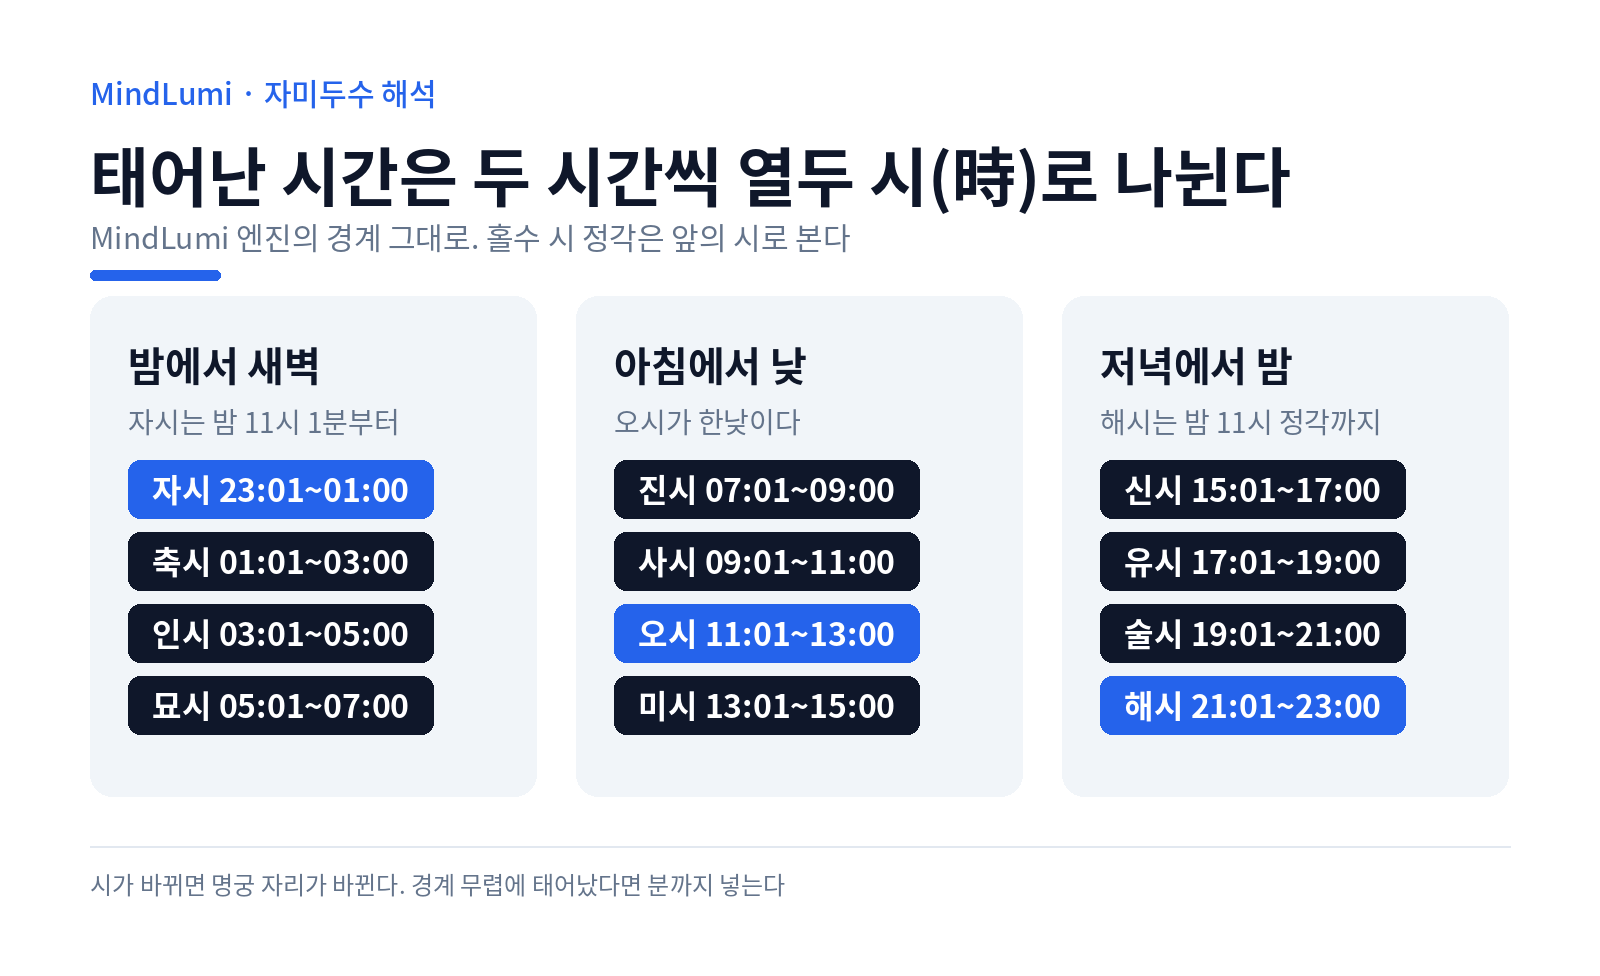 MindLumi · 자미두수 해석
태어난 시간은 두 시간씩 열두 시(時)로 나뉜다
MindLumi 엔진의 경계 그대로. 홀수 시 정각은 앞의 시로 본다
밤에서 새벽
자시는 밤 11시 1분부터
자시 23:01~01:00
축시 01:01~03:00
인시 03:01~05:00
묘시 05:01~07:00
아침에서 낮
오시가 한낮이다
진시 07:01~09:00
사시 09:01~11:00
오시 11:01~13:00
미시 13:01~15:00
저녁에서 밤
해시는 밤 11시 정각까지
신시 15:01~17:00
유시 17:01~19:00
술시 19:01~21:00
해시 21:01~23:00
시가 바뀌면 명궁 자리가 바뀐다. 경계 무렵에 태어났다면 분까지 넣는다